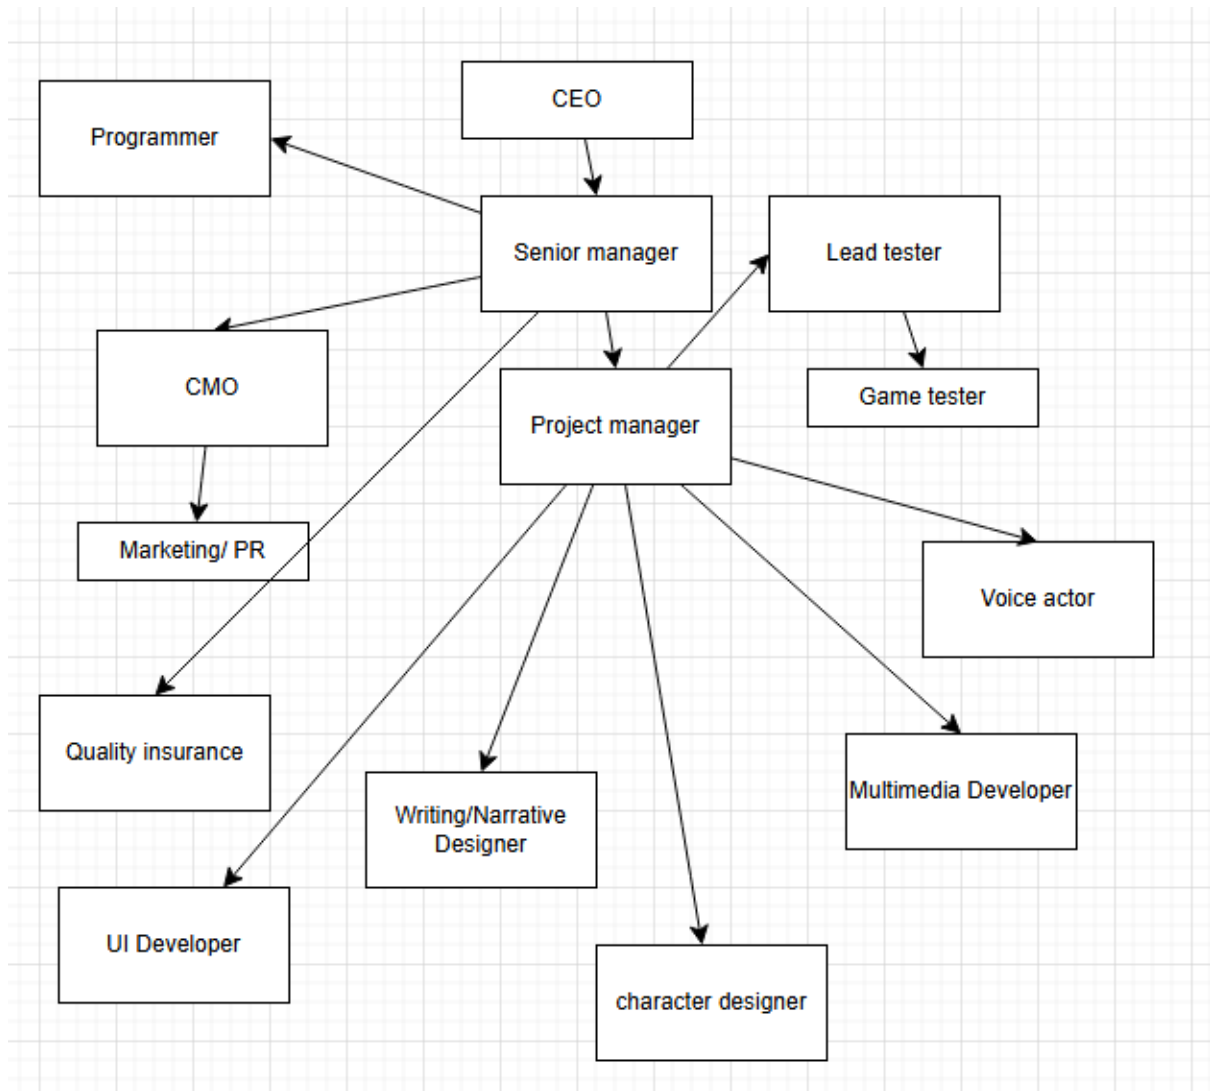 CEO
Programmer
Senior manager
Lead tester
CMO
Game tester
Project manager
Marketing/ PR
Voice actor
Quality insurance
Multimedia Developer
Writing/Narrative
Designer
UI Developer
character designer